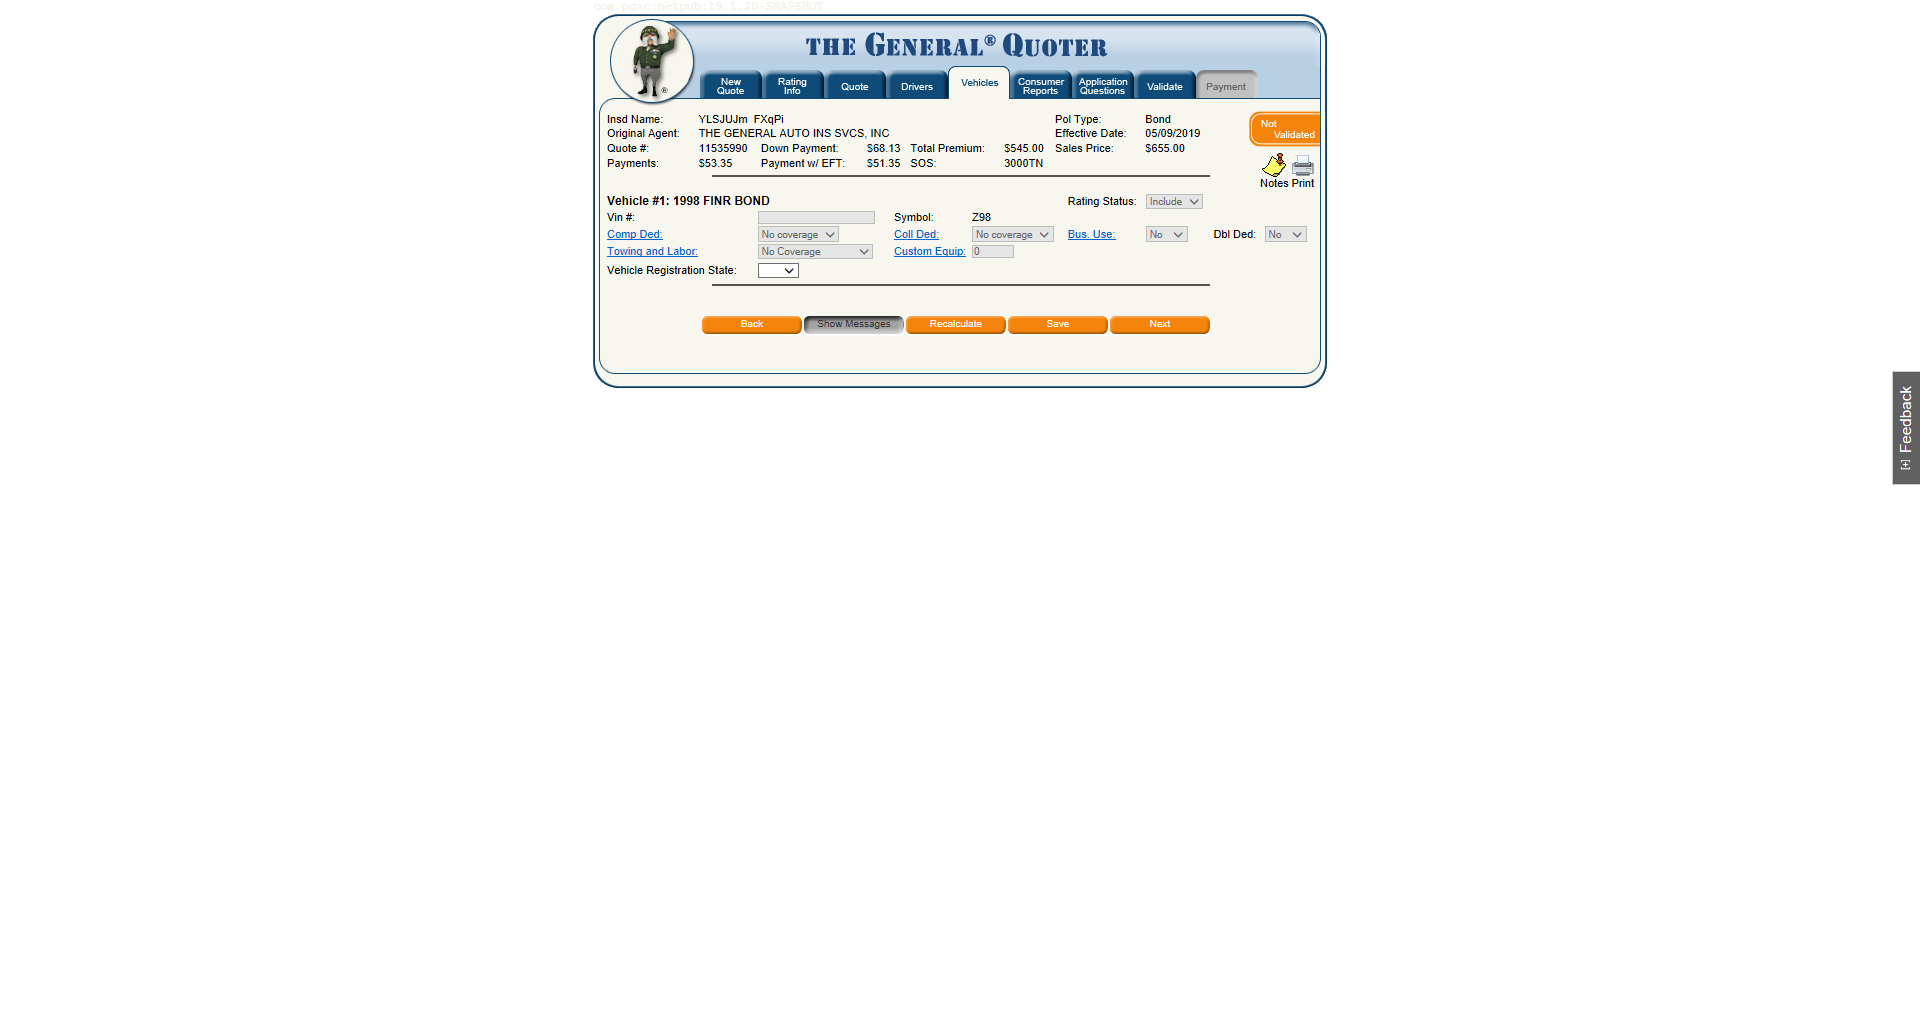 com.pgac:netpub:19.1.20-SNAPSHOT
THE GENERAL® QUOTER
New Quote
Rating Info
Quote
Drivers
Vehicles
Consumer Reports
Application Questions
Validate
Payment
®
Insd Name: YLSJUJm FXqPi Pol Type: Bond
Not Validated
Original Agent: THE GENERAL AUTO INS SVCS, INC Effective Date: 05/09/2019
Quote #: 11535990 Down Payment: $68.13 Total Premium: $545.00 Sales Price: $655.00
Payments: $53.35 Payment w/ EFT: $51.35 SOS: 3000TN
Notes Print
Vehicle #1: 1998 FINR BOND Rating Status: Include
Vin #: Symbol: Z98
Comp Ded: No coverage Coll Ded: No coverage Bus. Use: No Dbl Ded: No
Towing and Labor: No Coverage Custom Equip: 0
Vehicle Registration State:
Back Show Messages Recalculate Save Next
[+] Feedback